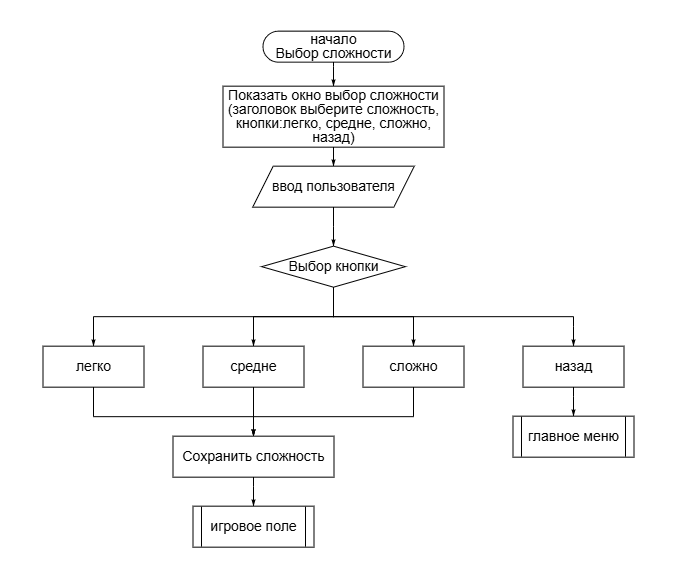 начало
Выбор сложности
Показать окно выбор сложности
(заголовок выберите сложность,
кнопки:легко, средне, сложно,
назад)
ввод пользователя
Выбор кнопки
легко
средне
сложно
назад
главное меню
Сохранить сложность
игровое поле